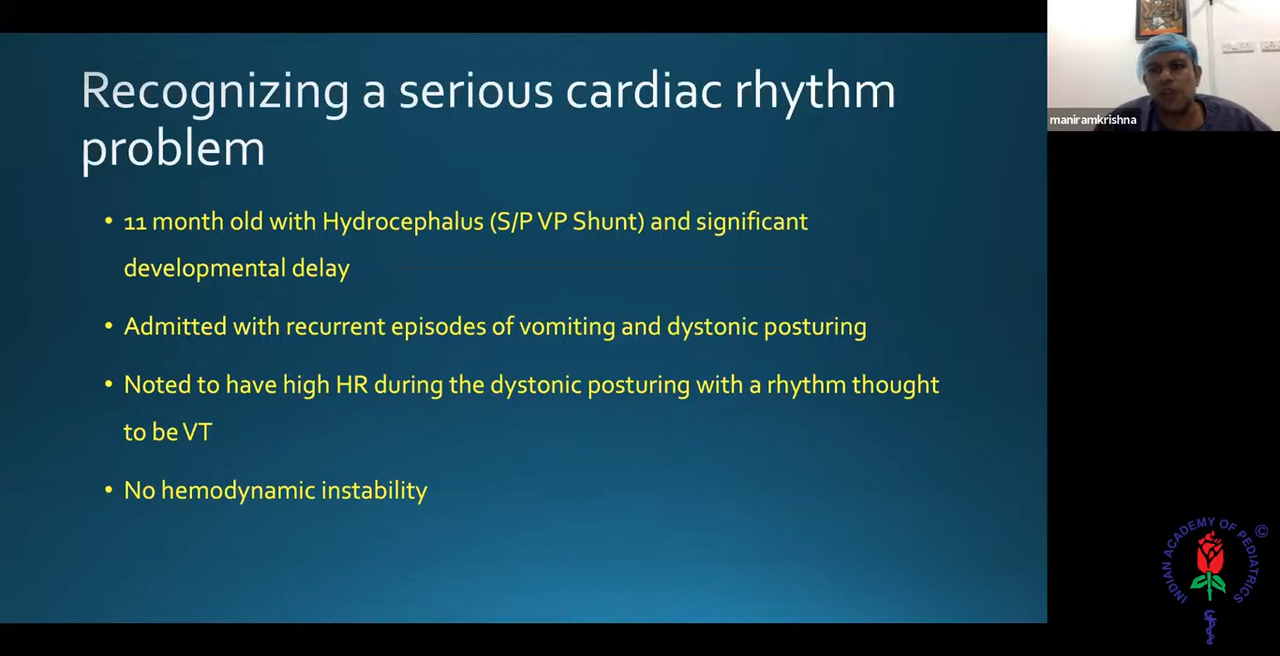 Recognizing a serious cardiac rhythm
problem
• 11 month old with Hydrocephalus (S/P VP Shunt) and significant
developmental delay
• Admitted with recurrent episodes of vomiting and dystonic posturing
• Noted to have high HR during the dystonic posturing with a rhythm thought
to be VT
• No hemodynamic instability
maniramkrishna
INDIAN ACADEMY OF PEDIATRICS
©